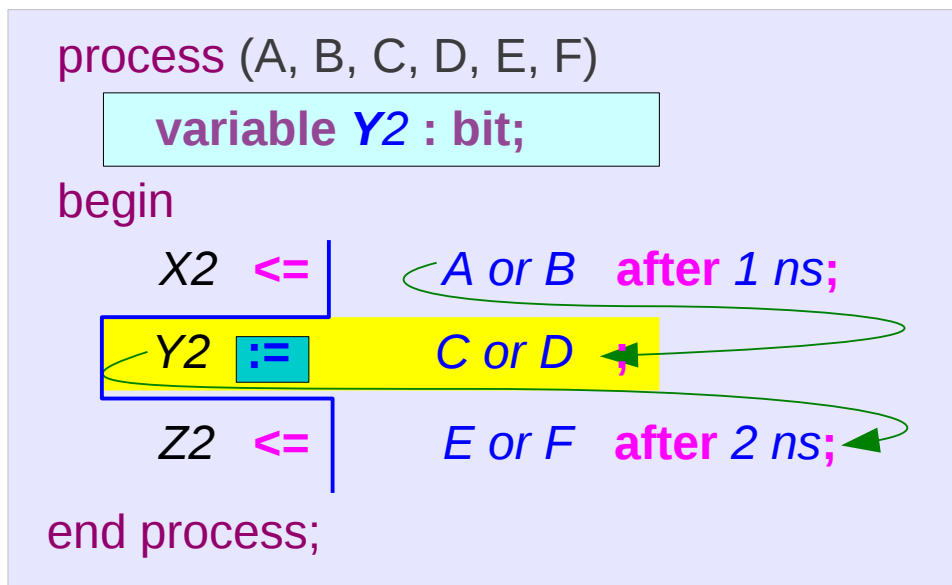 process (A, B, C, D, E, F)
variable Y2 : bit;
begin
X2 <= A or B after 1 ns;
Y2 := C or D ;
Z2 <= E or F after 2 ns;
end process;